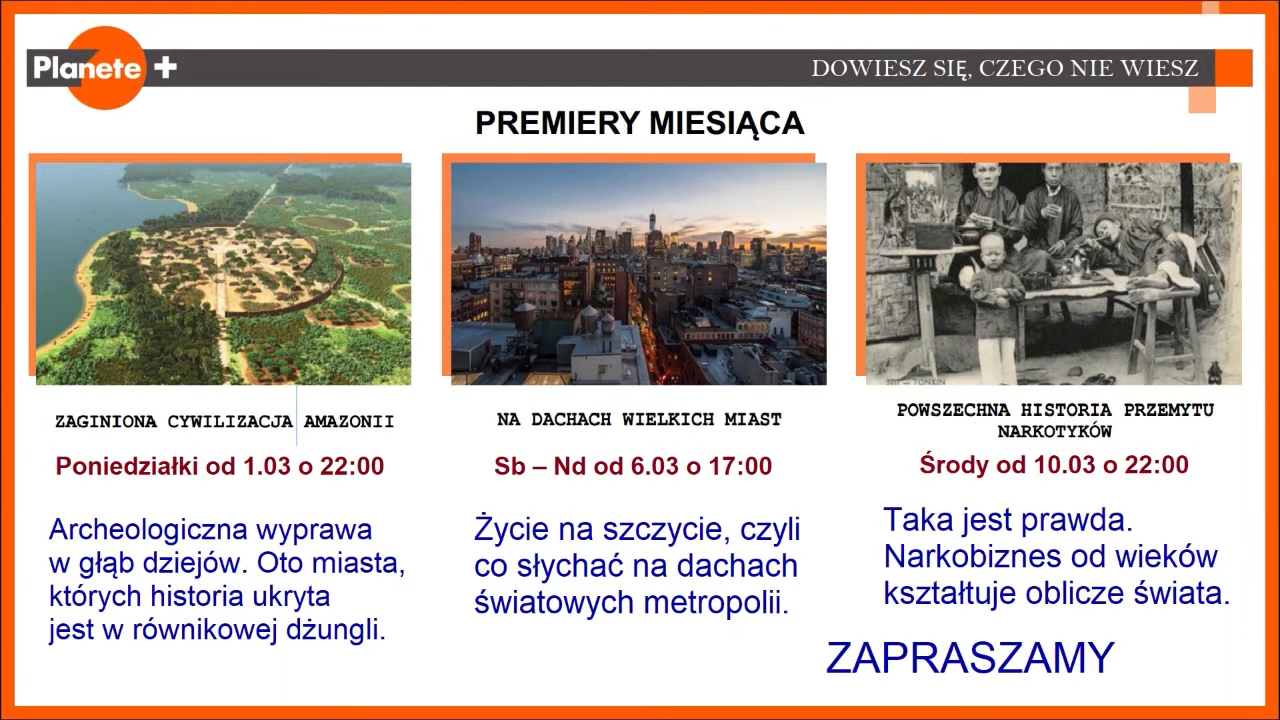 Planete +
DOWIESZ SIĘ, CZEGO NIE WIESZ
PREMIERY MIESIĄCA
ZAGINIONA CYWILIZACJA AMAZONII
Poniedziałki od 1.03 o 22:00
Archeologiczna wyprawa
w głąb dziejów. Oto miasta,
których historia ukryta
jest w równikowej dżungli.
NA DACHACH WIELKICH MIAST
Sb – Nd od 6.03 o 17:00
Życie na szczycie, czyli
co słychać na dachach
światowych metropolii.
TONKIN
POWSZECHNA HISTORIA PRZEMYTU
NARKOTYKÓW
Środy od 10.03 o 22:00
Taka jest prawda.
Narkobiznes od wieków
kształtuje oblicze świata.
ZAPRASZAMY